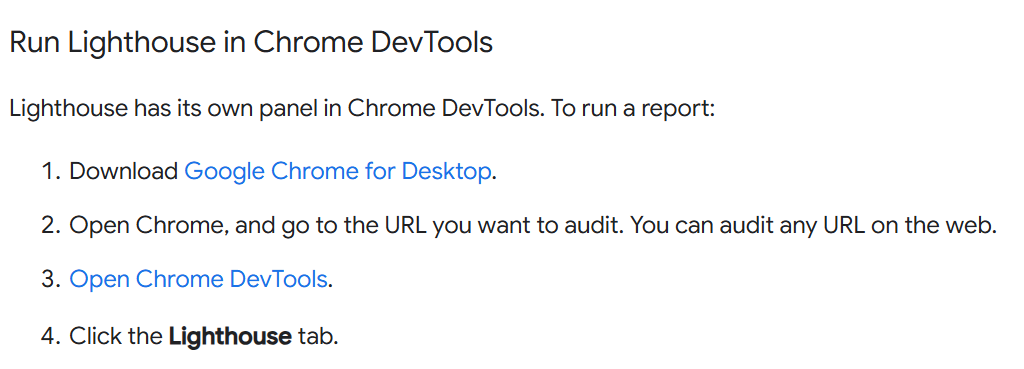 Run Lighthouse in Chrome DevTools
Lighthouse has its own panel in Chrome DevTools. To run a report:
1. Download Google Chrome for Desktop.
2. Open Chrome, and go to the URL you want to audit. You can audit any URL on the web.
3. Open Chrome DevTools.
4. Click the Lighthouse tab.